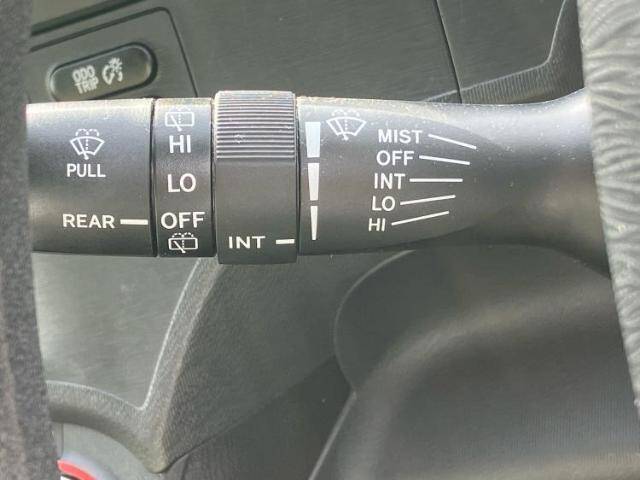 ODO
TRIP
PULL
REAR
HI
LO
OFF
INT
MIST
OFF
INT
LO
HI